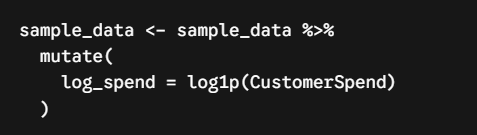 sample_data <- sample_data %>%
  mutate(
    log_spend = log1p(CustomerSpend)
  )